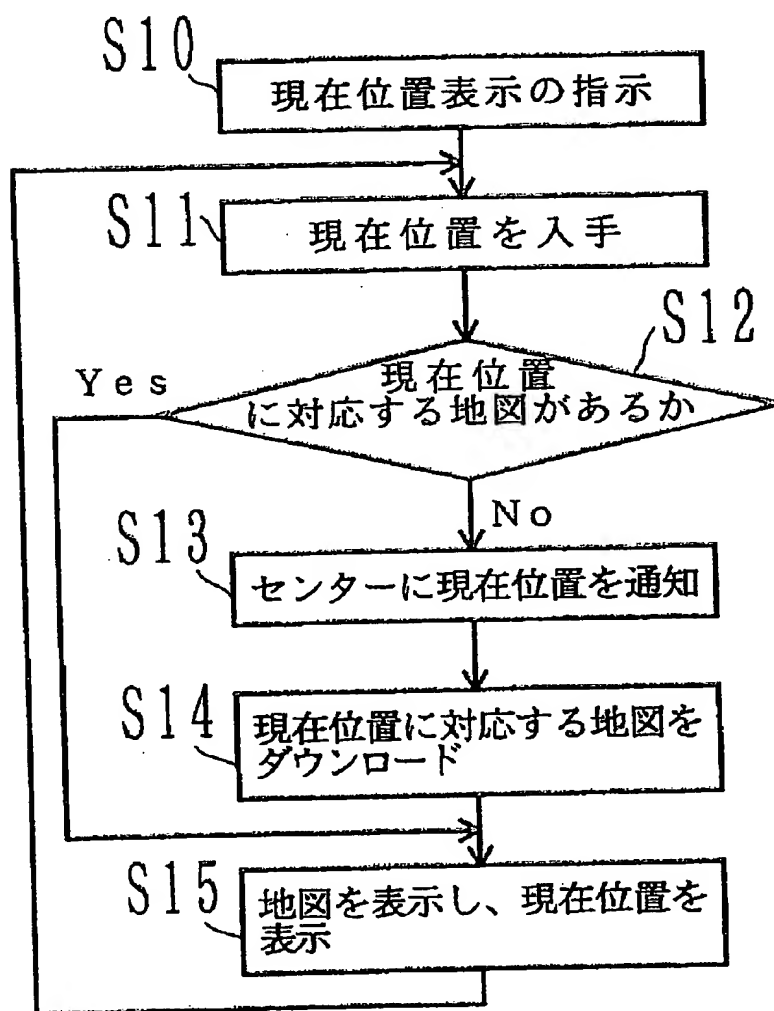 S10
現在位置表示の指示
S11
現在位置を入手
S12
現在位置
に対応する地図があるか
Yes
No
S13
センターに現在位置を通知
S14
現在位置に対応する地図を
ダウンロード
S15
地図を表示し、現在位置を
表示